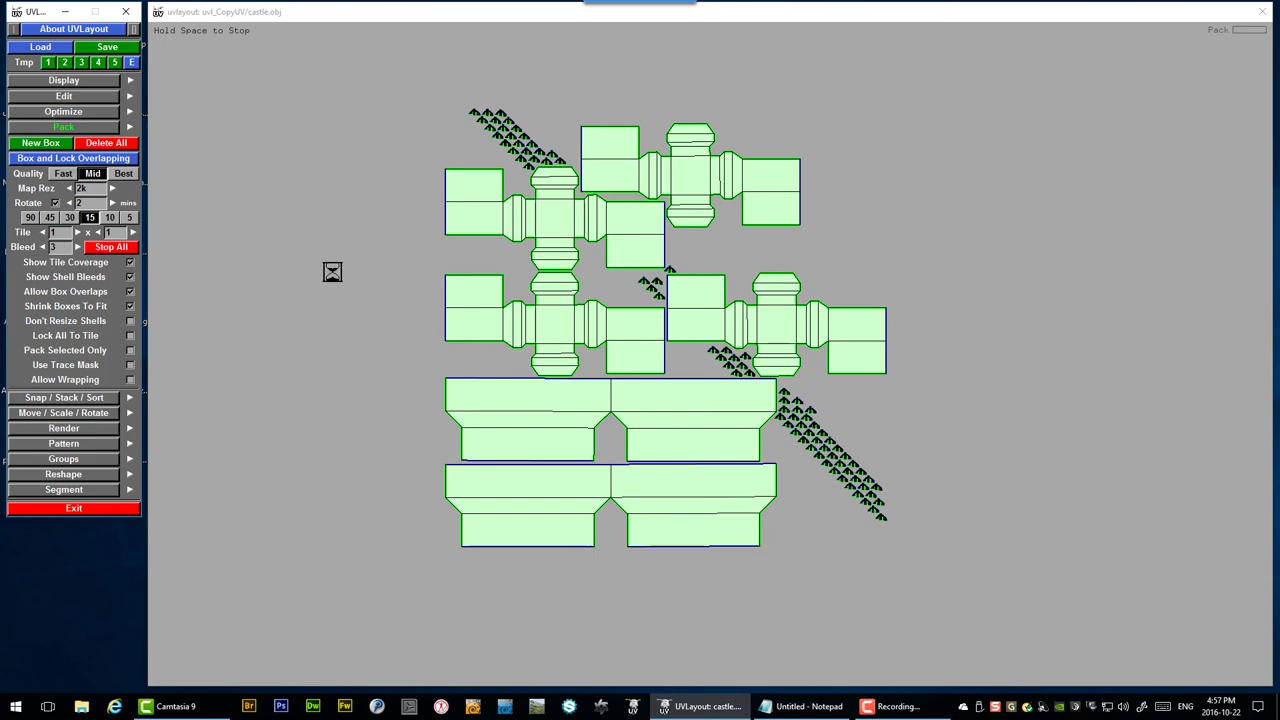 UVL...
uvlayout: uvl_CopyUV/castle.obj
About UVLayout
Hold Space to Stop
Pack
Load Save
Tmp 1 2 3 4 5 E
Display
Edit
Optimize
Pack
New Box Delete All
Box and Lock Overlapping
Quality Fast Mid Best
Map Rez 2k
Rotate 2 mins
90 45 30 15 10 5
Tile 1 x 1
Bleed 3 Stop All
Show Tile Coverage
Show Shell Bleeds
Allow Box Overlaps
Shrink Boxes To Fit
Don't Resize Shells
Lock All To Tile
Pack Selected Only
Use Trace Mask
Allow Wrapping
Snap / Stack / Sort
Move / Scale / Rotate
Render
Pattern
Groups
Reshape
Segment
Exit
Camtasia 9
Br Ps Dw Fw
UVLayout: castle....
Untitled - Notepad
Recording...
ENG
4:57 PM
2016-10-22